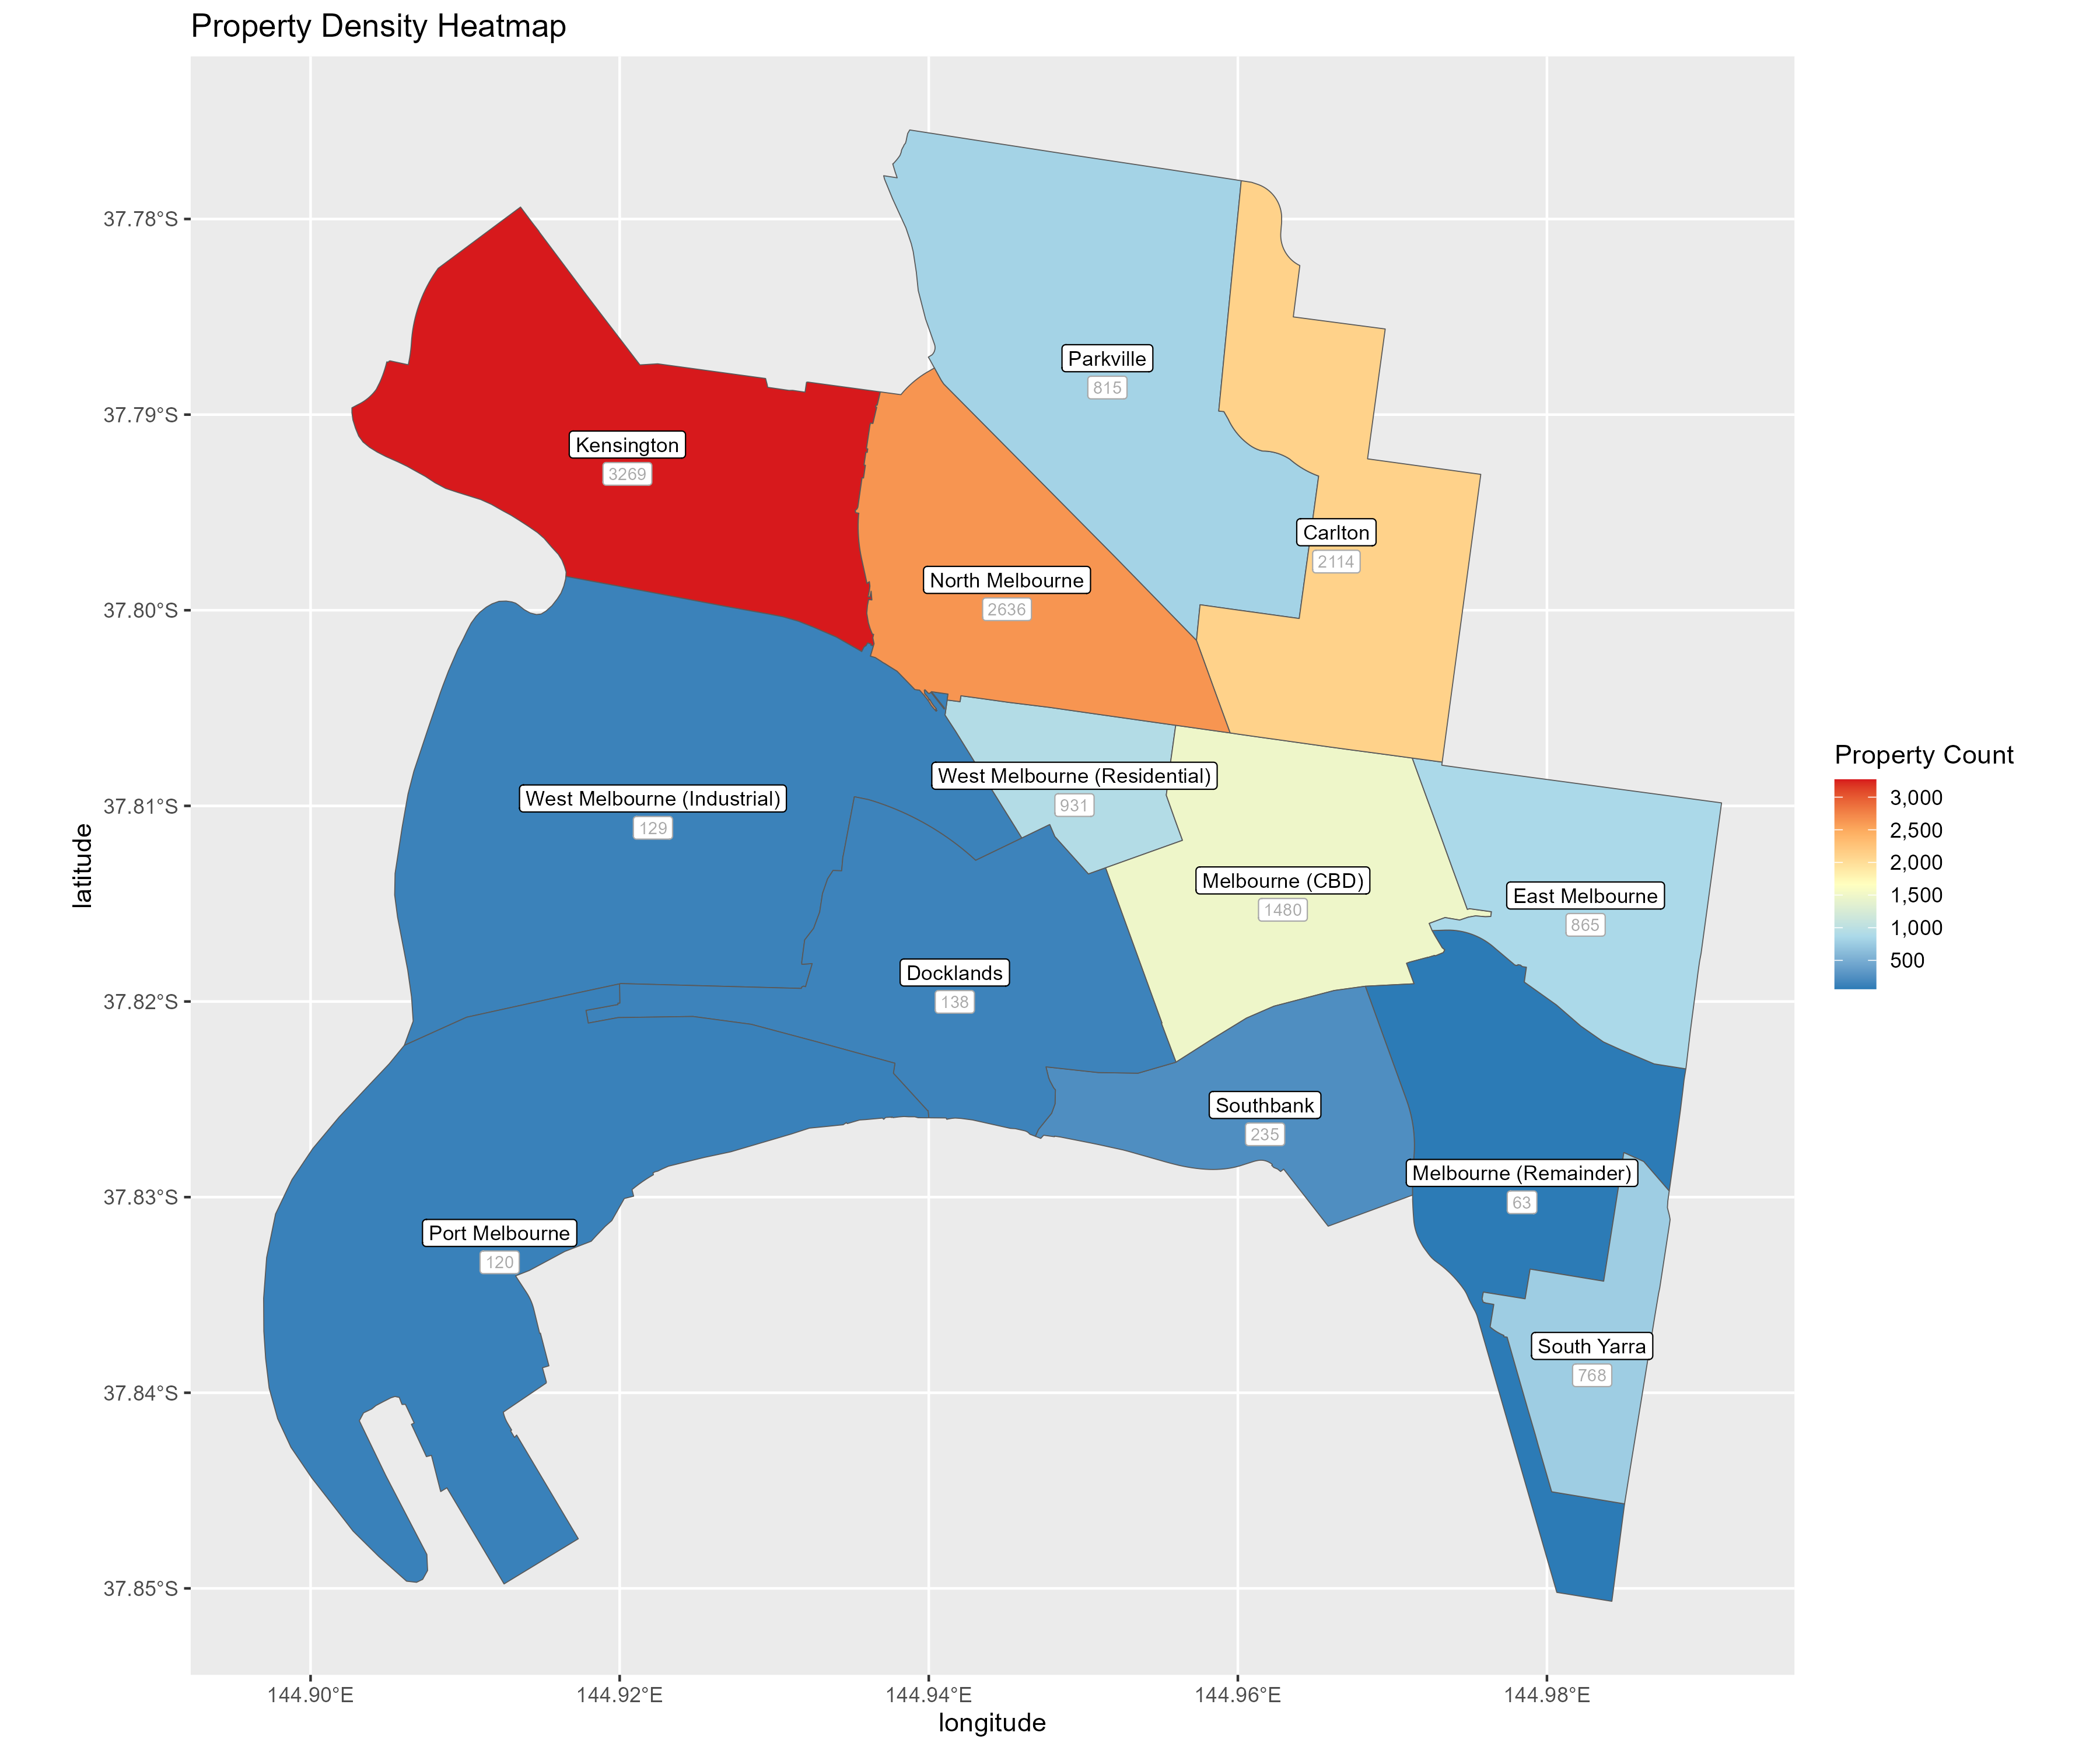 Property Density Heatmap
37.78°S
37.79°S
37.80°S
37.81°S
37.82°S
37.83°S
37.84°S
37.85°S
latitude
Parkville
815
Kensington
3269
Carlton
2114
North Melbourne
2636
West Melbourne (Residential)
931
West Melbourne (Industrial)
129
Melbourne (CBD)
1480
East Melbourne
865
Docklands
138
Southbank
235
Melbourne (Remainder)
63
Port Melbourne
120
South Yarra
768
144.90°E
144.92°E
144.94°E
144.96°E
144.98°E
longitude
Property Count
3,000
2,500
2,000
1,500
1,000
500